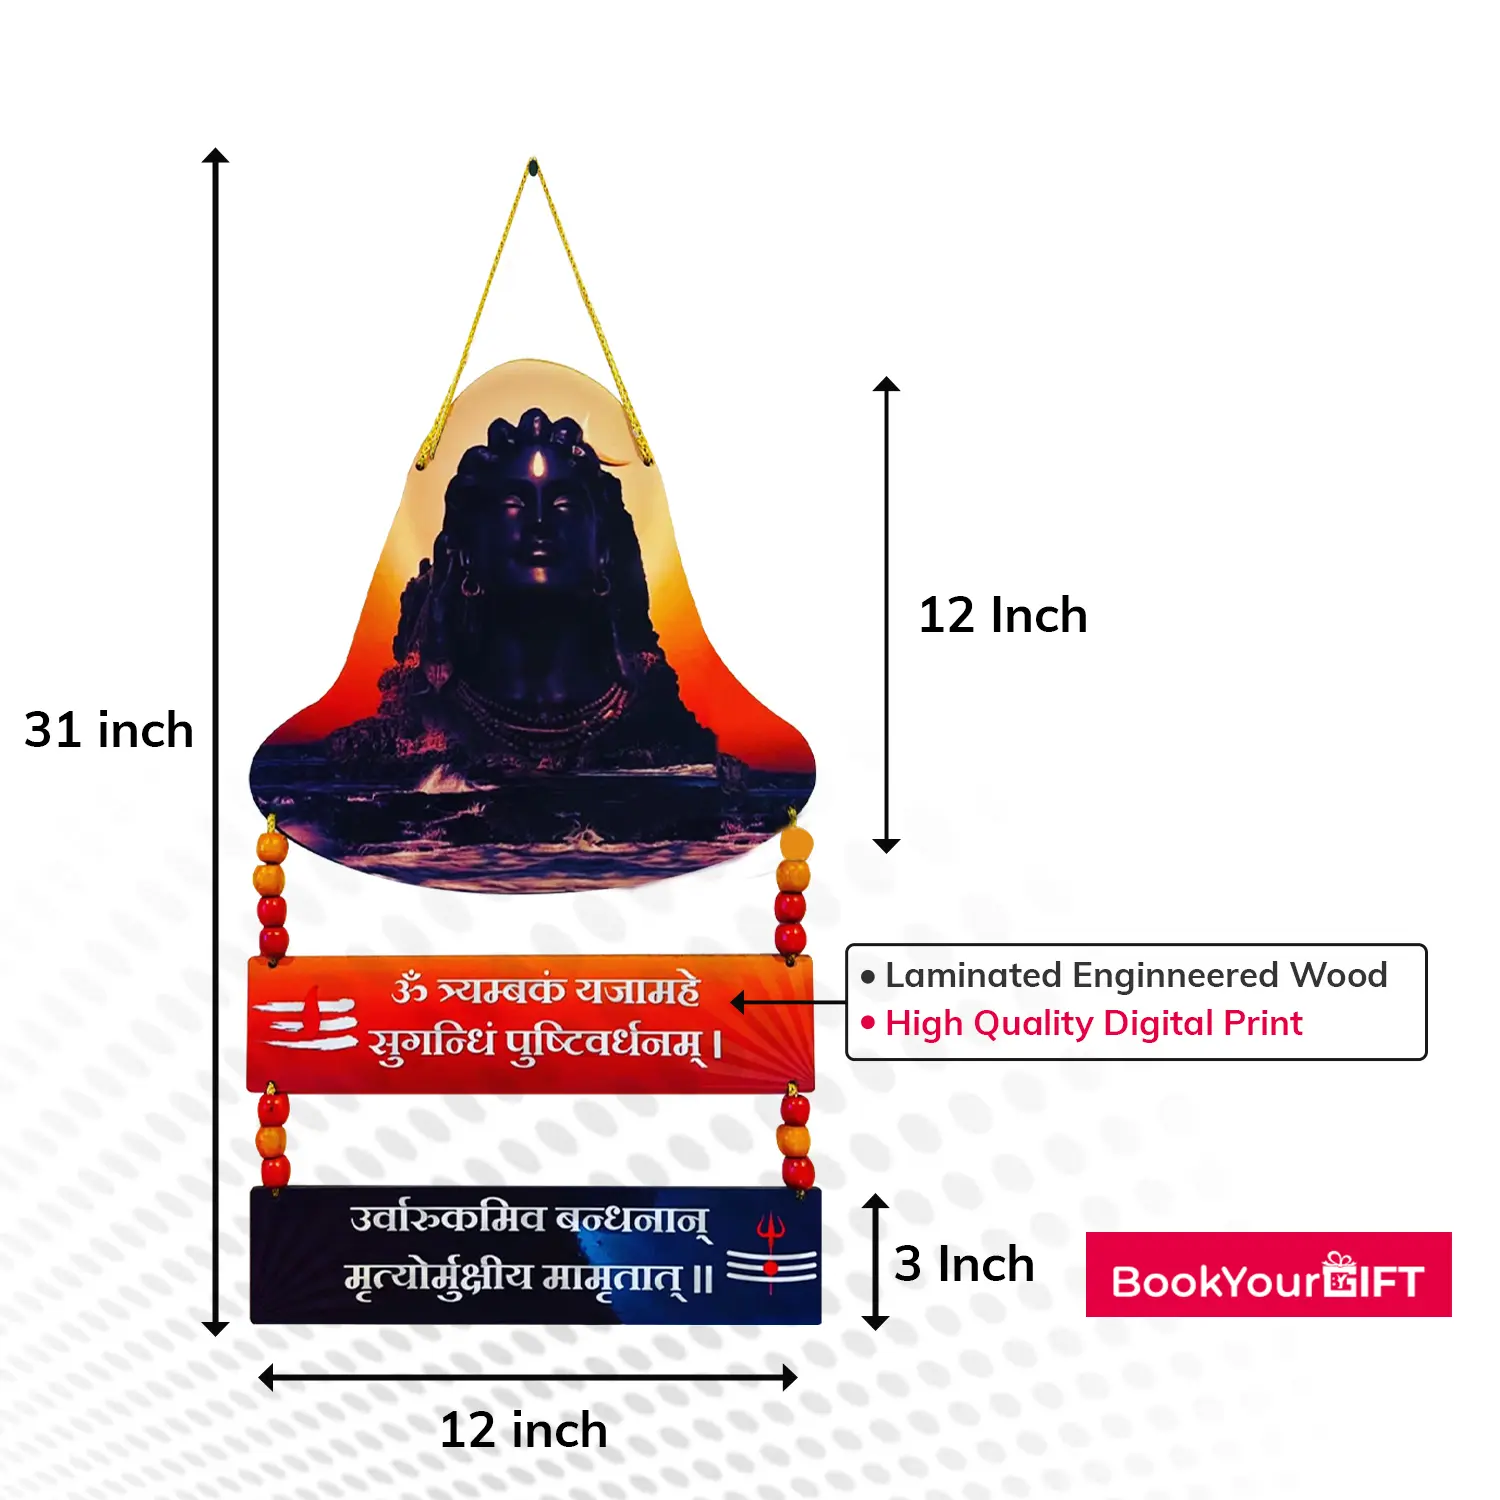 31 inch
12 Inch
ॐ त्र्यम्बकं यजामहे
सुगन्धिं पुष्टिवर्धनम् ।
• Laminated Enginneered Wood
• High Quality Digital Print
उर्वारुकमिव बन्धनान्
मृत्योर्मुक्षीय मामृतात् ॥
3 Inch
BookYourGIFT
12 inch